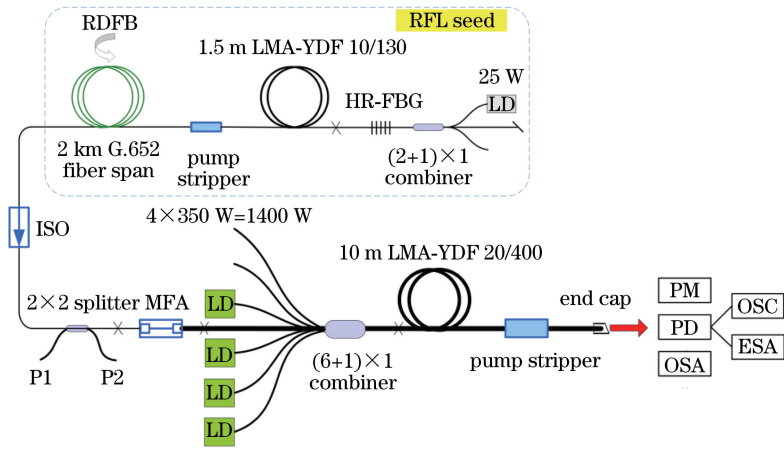 RDFB
RFL seed
1.5 m LMA-YDF 10/130
25 W
LD
HR-FBG
2 km G.652
fiber span
pump
stripper
(2+1)×1
combiner
ISO
4×350 W=1400 W
10 m LMA-YDF 20/400
2×2 splitter MFA
LD
LD
LD
LD
end cap
PM
PD
OSA
OSC
ESA
P1
P2
(6+1)×1
combiner
pump stripper